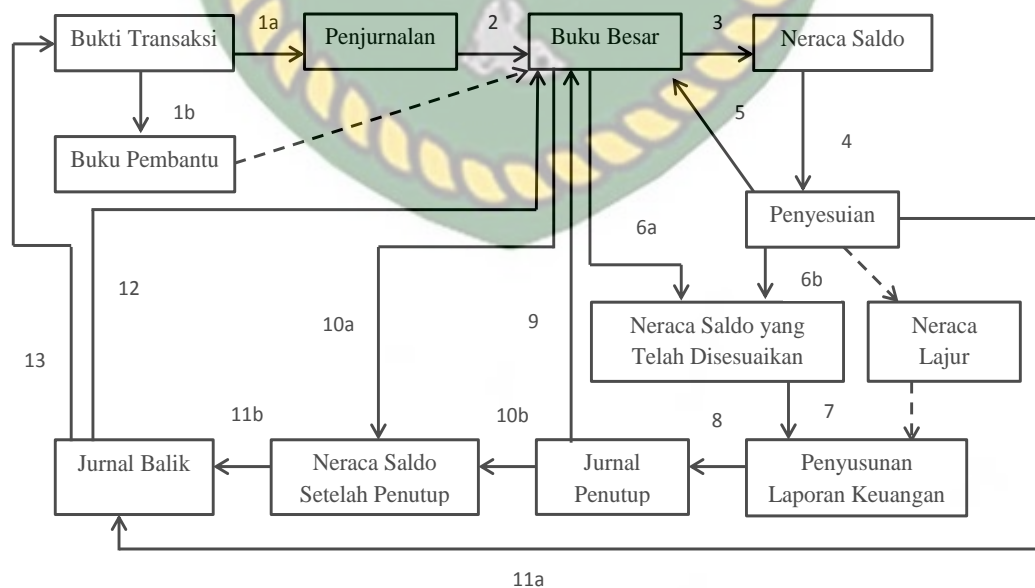 Bukti Transaksi
1a
Penjurnalan
2
Buku Besar
3
Neraca Saldo
1b
Buku Pembantu
5
4
Penyesuian
6a
6b
12
10a
9
13
Neraca Saldo yang
Telah Disesuaikan
Neraca
Lajur
11b
10b
8
7
Jurnal Balik
Neraca Saldo
Setelah Penutup
Jurnal
Penutup
Penyusunan
Laporan Keuangan
11a